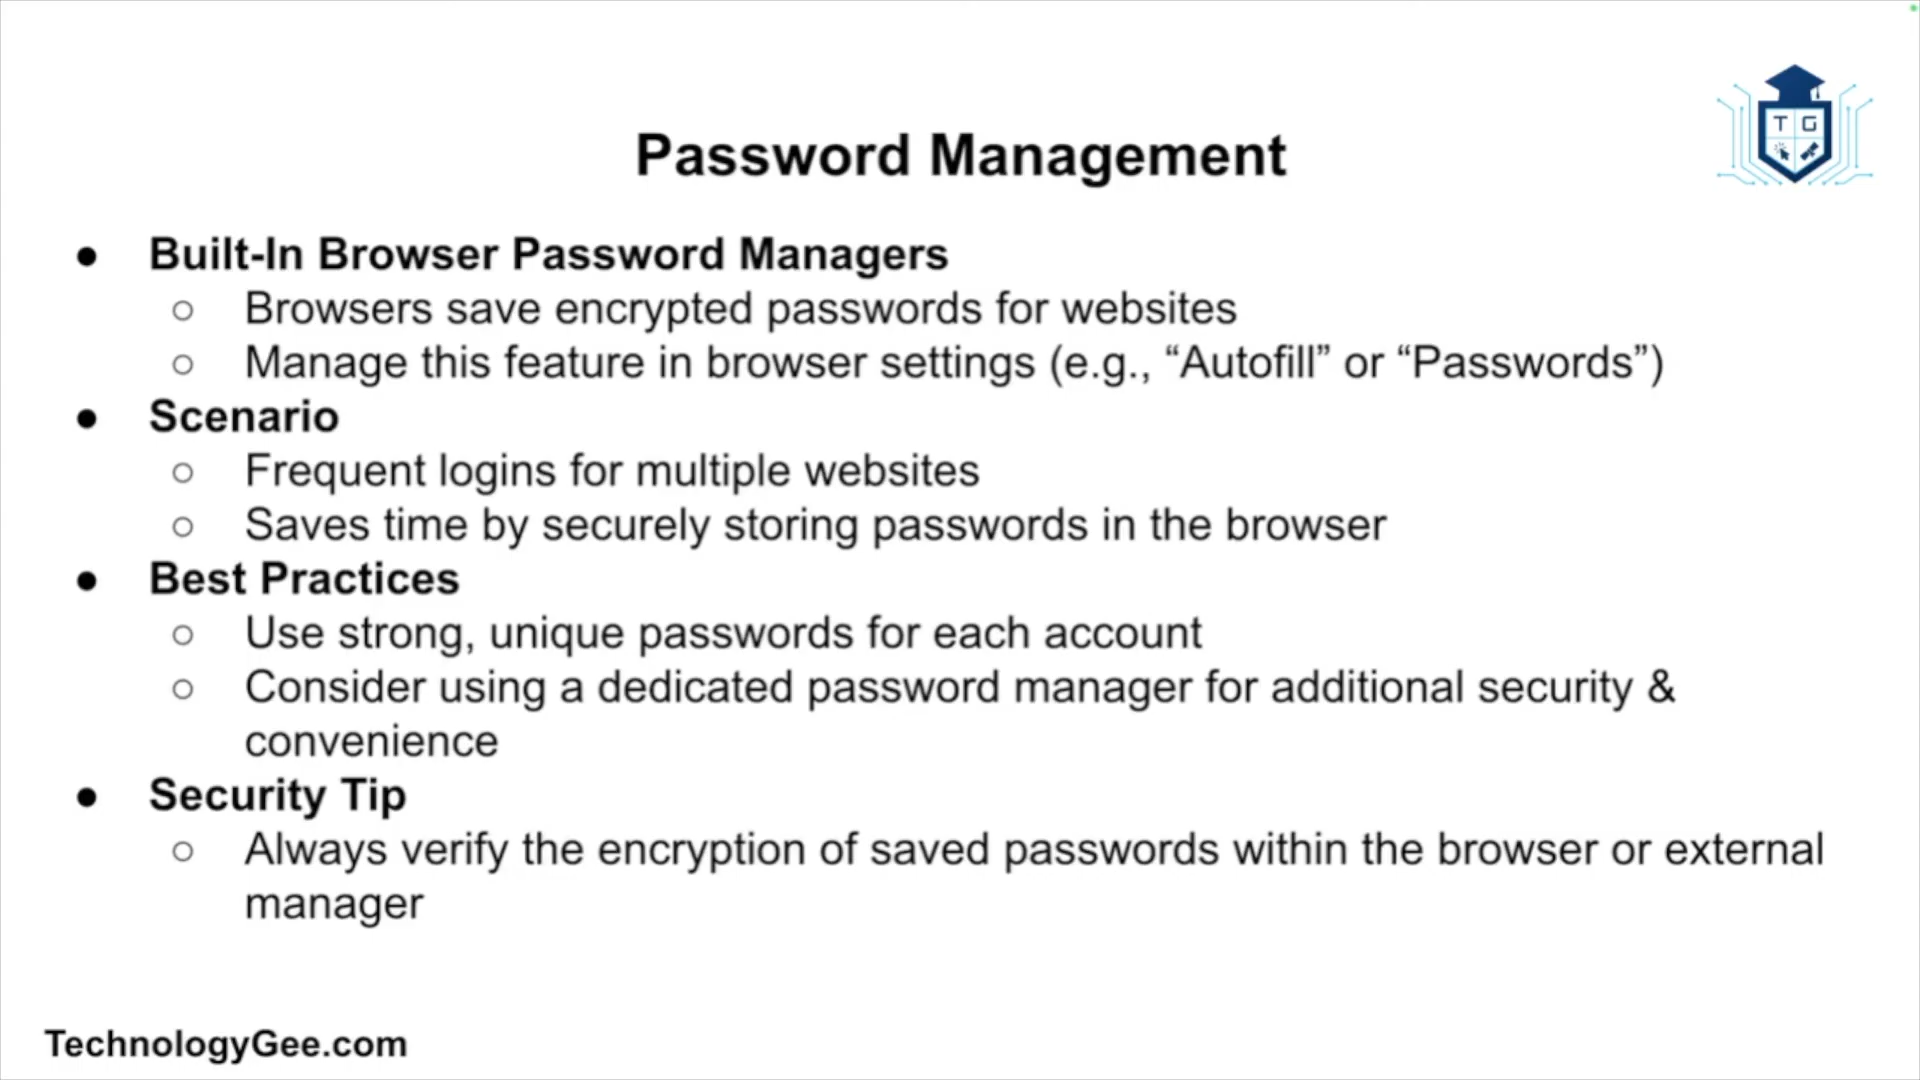 T G
Password Management
● Built-In Browser Password Managers
○ Browsers save encrypted passwords for websites
○ Manage this feature in browser settings (e.g., “Autofill” or “Passwords”)
● Scenario
○ Frequent logins for multiple websites
○ Saves time by securely storing passwords in the browser
● Best Practices
○ Use strong, unique passwords for each account
○ Consider using a dedicated password manager for additional security &
convenience
● Security Tip
○ Always verify the encryption of saved passwords within the browser or external
manager
TechnologyGee.com